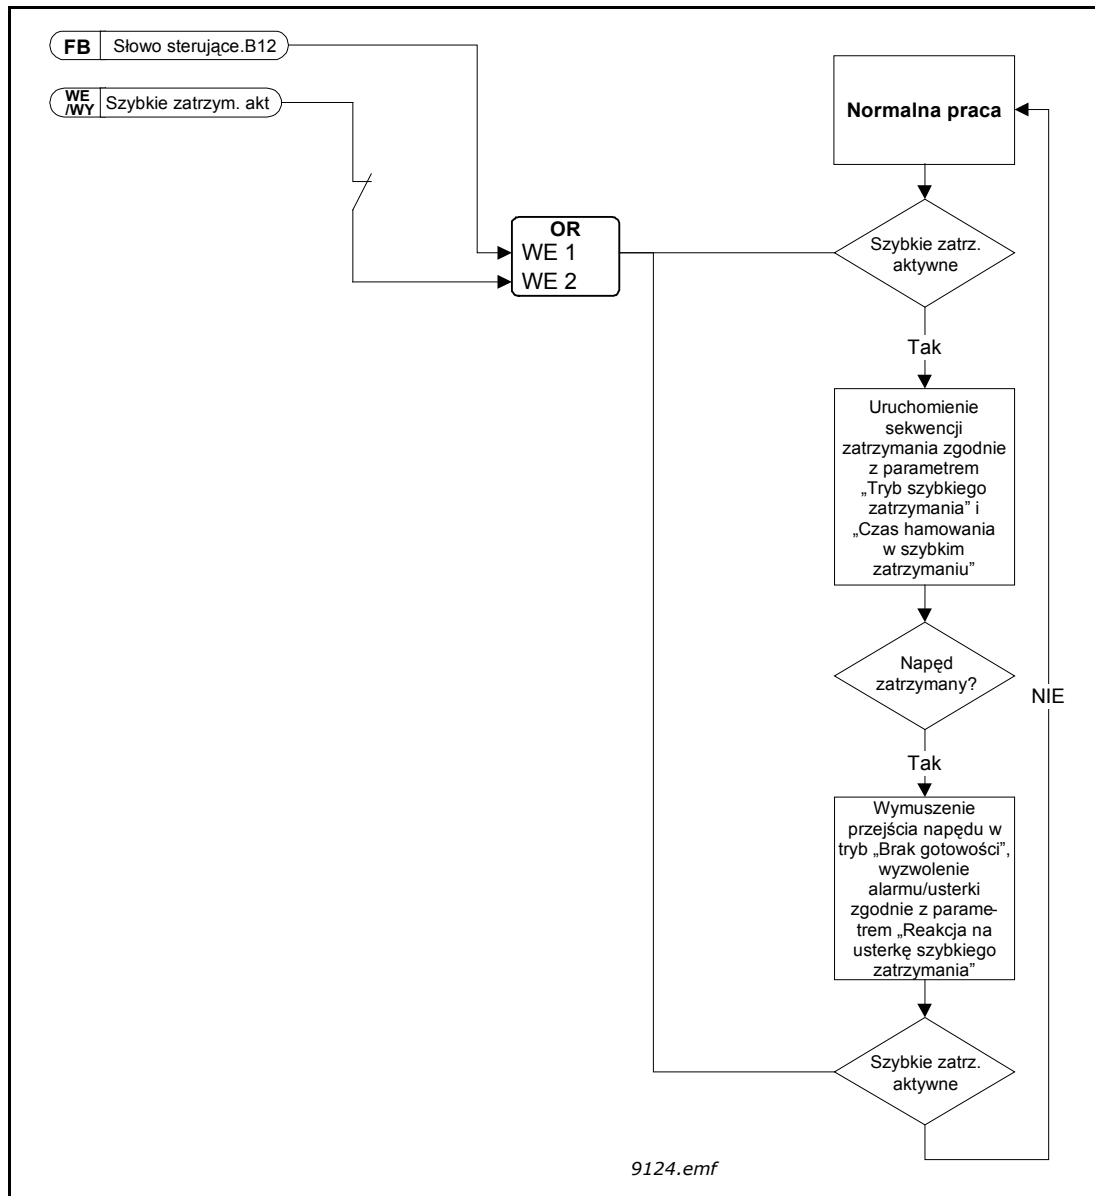 FB Słowo sterujące.B12
WE
/WY Szybkie zatrzym. akt
Normalna praca
OR
WE 1
WE 2
Szybkie zatrz.
aktywne
Tak
Uruchomienie
sekwencji
zatrzymania zgodnie
z parametrem
„Tryb szybkiego
zatrzymania” i
„Czas hamowania
w szybkim
zatrzymaniu”
Napęd
zatrzymany?
NIE
Tak
Wymuszenie
przejścia napędu w
tryb „Brak gotowości”,
wyzwolenie
alarmu/usterki
zgodnie z parame-
trem „Reakcja na
usterkę szybkiego
zatrzymania”
Szybkie zatrz.
aktywne
9124.emf